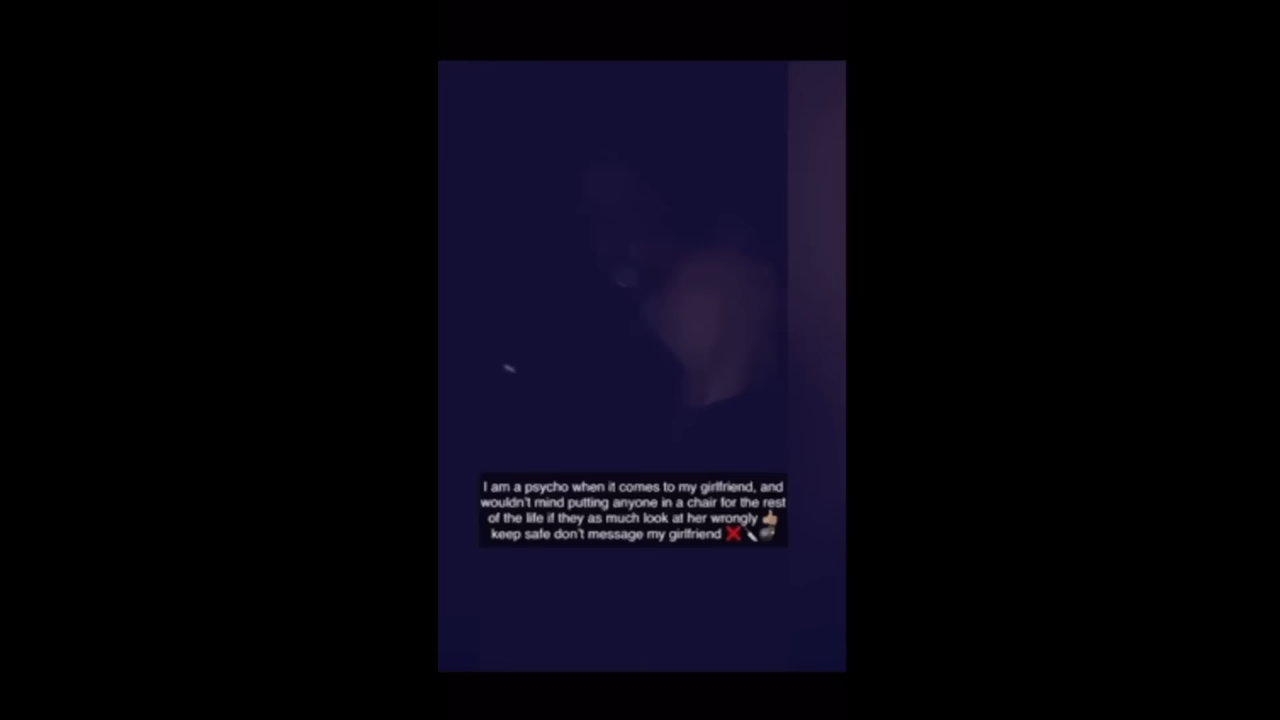 I am a psycho when it comes to my girlfriend, and
wouldn't mind putting anyone in a chair for the rest
of the life if they as much look at her wrongly 👍🏼
keep safe don't message my girlfriend ❌🔪💣